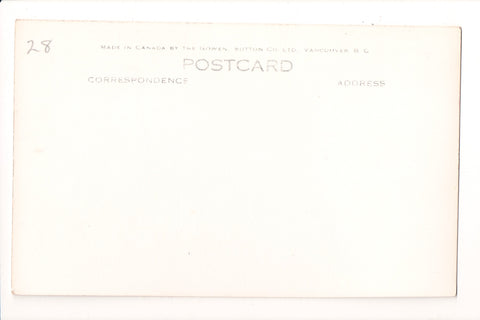 28
MADE IN CANADA BY THE GOWEN, SUTTON CO. LTD., VANCOUVER, B. C.
POSTCARD
CORRESPONDENCE ADDRESS